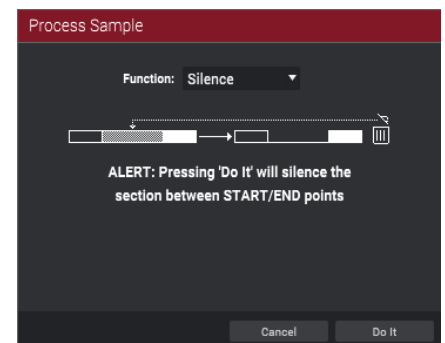 Process Sample
Function: Silence
ALERT: Pressing 'Do It' will silence the
section between START/END points
Cancel Do It